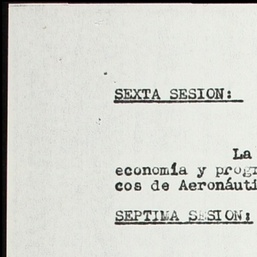 SEXTA SESION:
La
economía y progr
cos de Aeronáuti
SEPTIMA SESION: